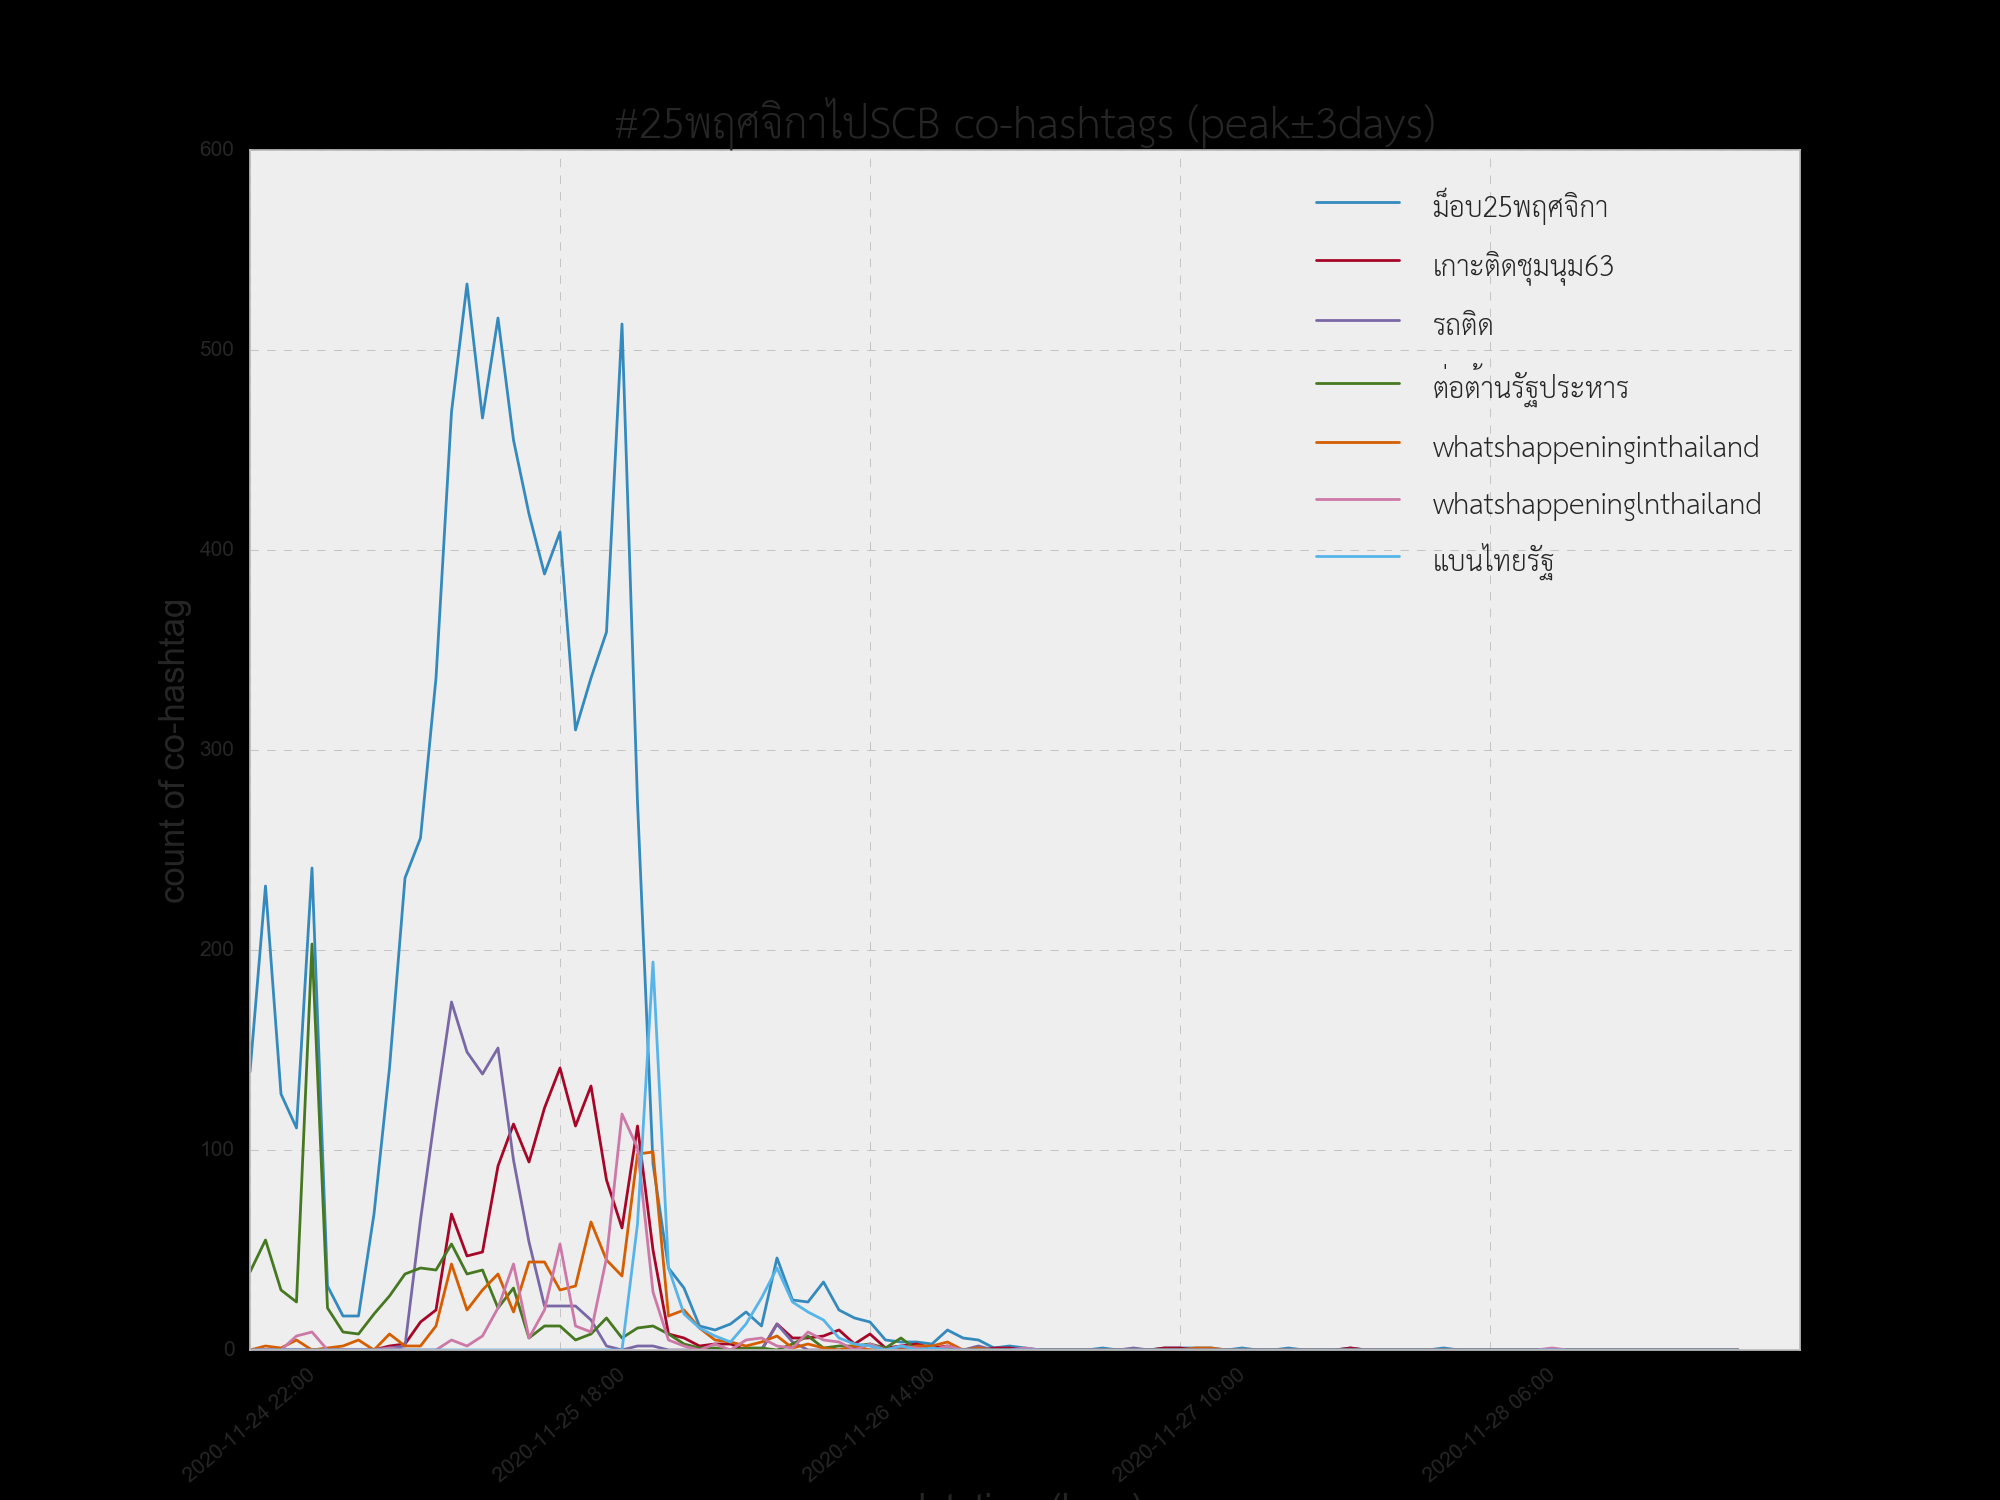 #25พฤศจิกาไปSCB co-hashtags (peak±3days)
600
500
400
300
200
100
0
count of co-hashtag
ม็อบ25พฤศจิกา
เกาะติดชุมนุม63
รถติด
ต่อต้านรัฐประหาร
whatshappeninginthailand
whatshappeninglnthailand
แบนไทยรัฐ
2020-11-24 22:00
2020-11-25 18:00
2020-11-26 14:00
2020-11-27 10:00
2020-11-28 06:00